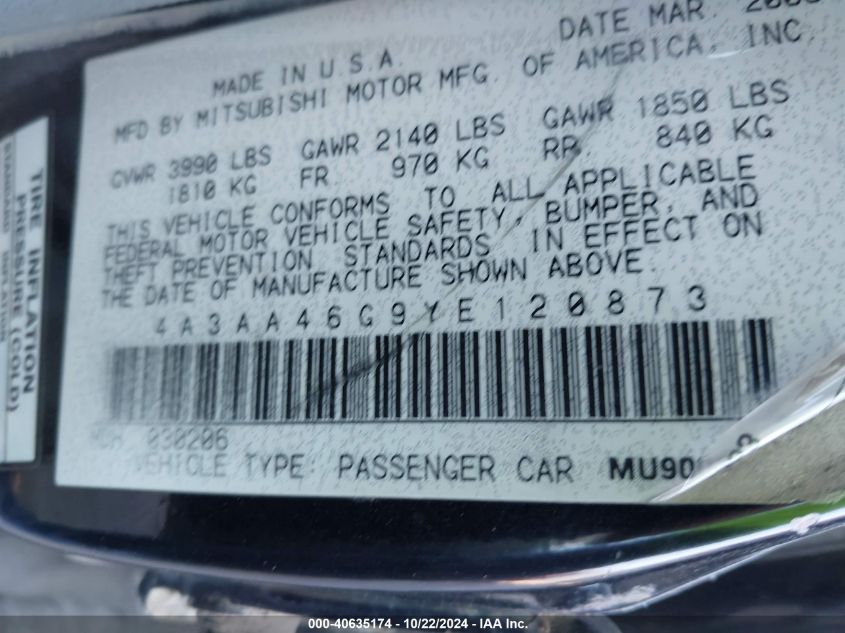 DATE MAR.
MADE IN U.S.A.
MFD BY MITSUBISHI MOTOR MFG. OF AMERICA, INC.
GVWR 3990 LBS GAWR 2140 LBS GAWR 1850 LBS
1810 KG FR 970 KG RR 840 KG
THIS VEHICLE CONFORMS TO ALL APPLICABLE
FEDERAL MOTOR VEHICLE SAFETY, BUMPER, AND
THEFT PREVENTION STANDARDS IN EFFECT ON
THE DATE OF MANUFACTURE SHOWN ABOVE.
4A3AA46G9YE120873
030206
VEHICLE TYPE: PASSENGER CAR
TIRE INFLATION
PRESSURE (COLD)
000-40635174 - 10/22/2024 - IAA Inc.